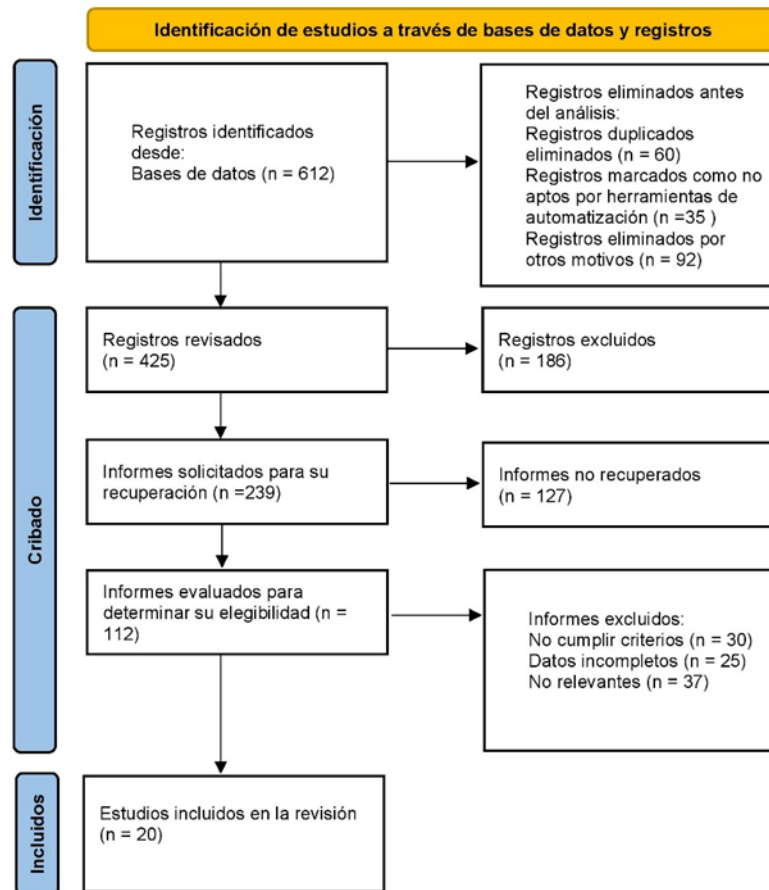 Identificación de estudios a través de bases de datos y registros
Identificación
Registros identificados
desde:
Bases de datos (n = 612)
Registros eliminados antes
del análisis:
Registros duplicados
eliminados (n = 60)
Registros marcados como no
aptos por herramientas de
automatización (n =35 )
Registros eliminados por
otros motivos (n = 92)
Cribado
Registros revisados
(n = 425)
Registros excluidos
(n = 186)
Informes solicitados para su
recuperación (n =239)
Informes no recuperados
(n = 127)
Informes evaluados para
determinar su elegibilidad (n =
112)
Informes excluidos:
No cumplir criterios (n = 30)
Datos incompletos (n = 25)
No relevantes (n = 37)
Incluidos
Estudios incluidos en la revisión
(n = 20)